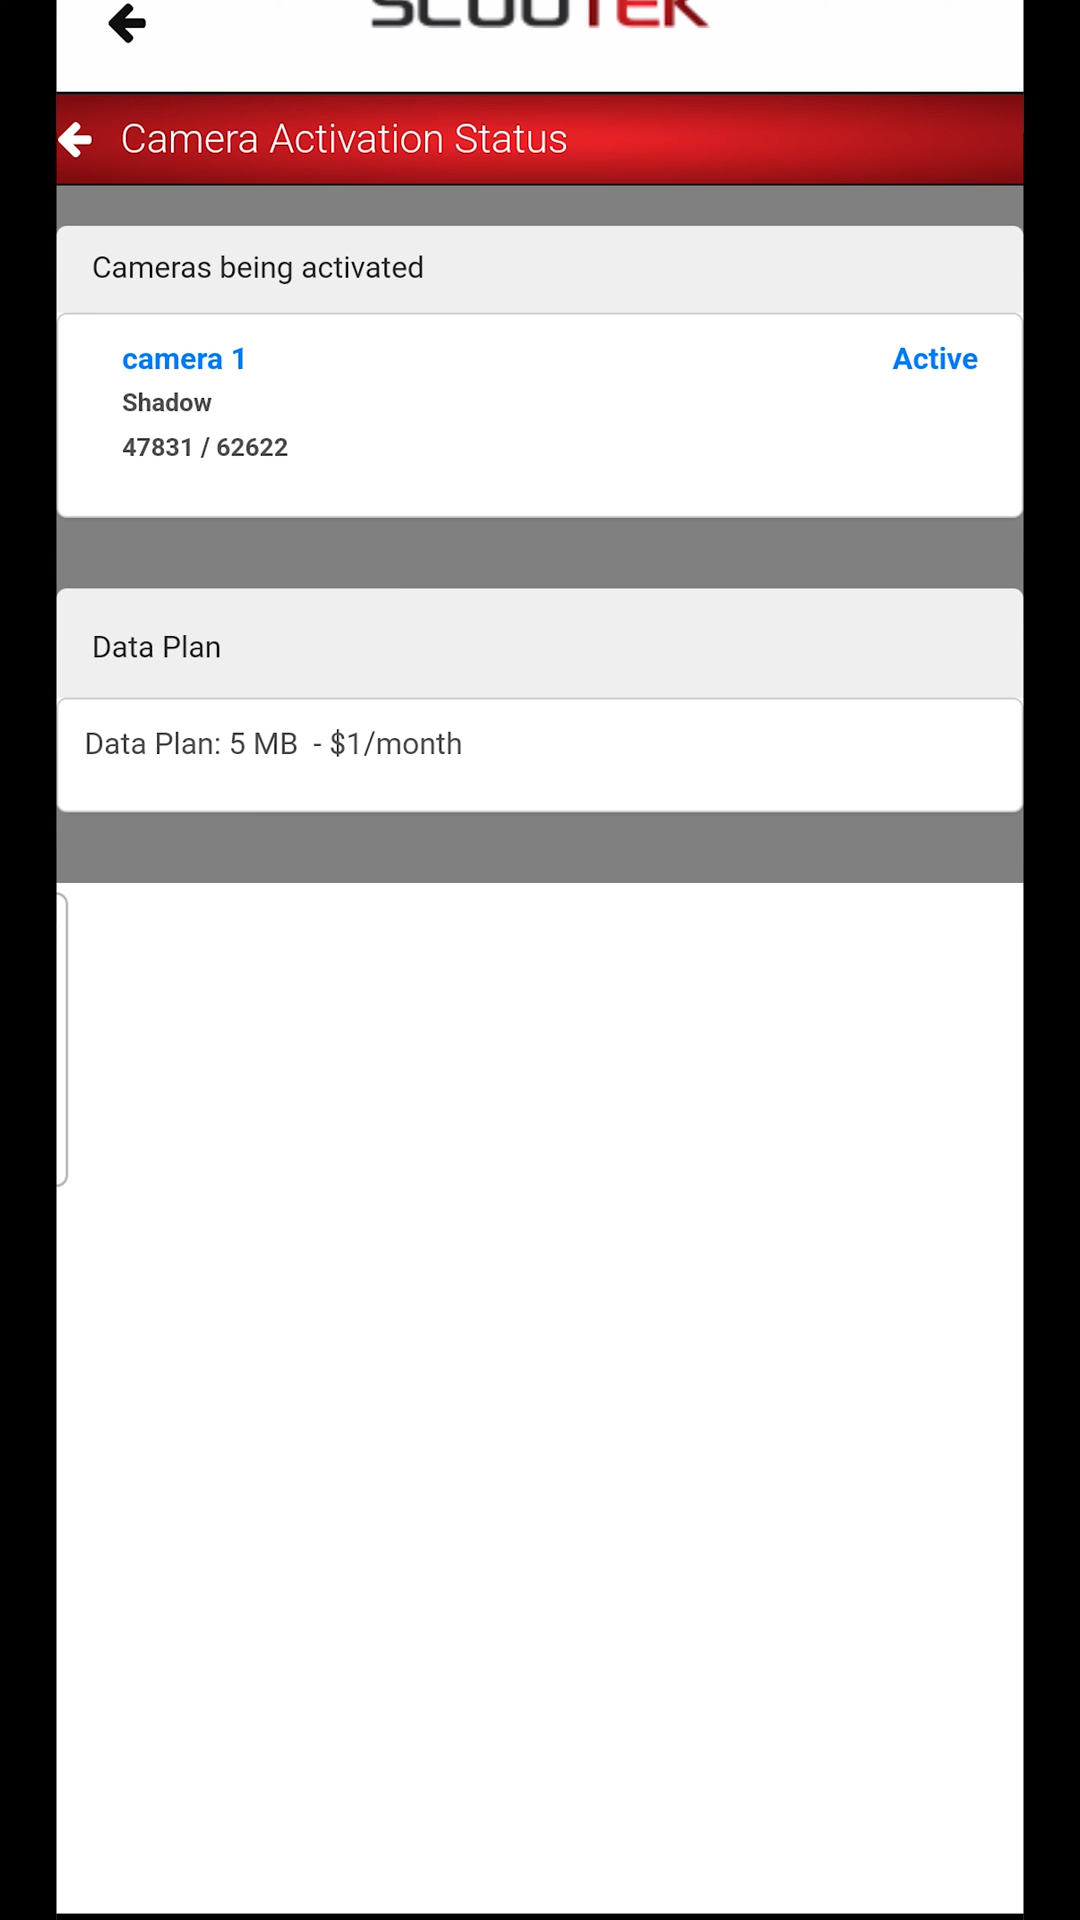 SCOUTEK
Camera Activation Status
Cameras being activated
camera 1
Active
Shadow
47831 / 62622
Data Plan
Data Plan: 5 MB - $1/month